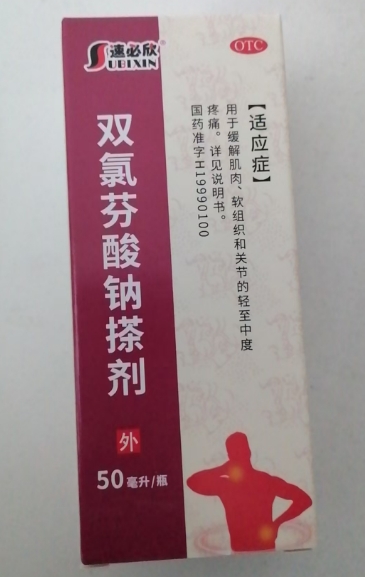 速必欣®
SUBIXIN
OTC
双氯芬酸钠搽剂
外
50毫升/瓶
【适应症】
用于缓解肌肉、软组织和关节的轻至中度
疼痛。详见说明书。
国药准字H19990100